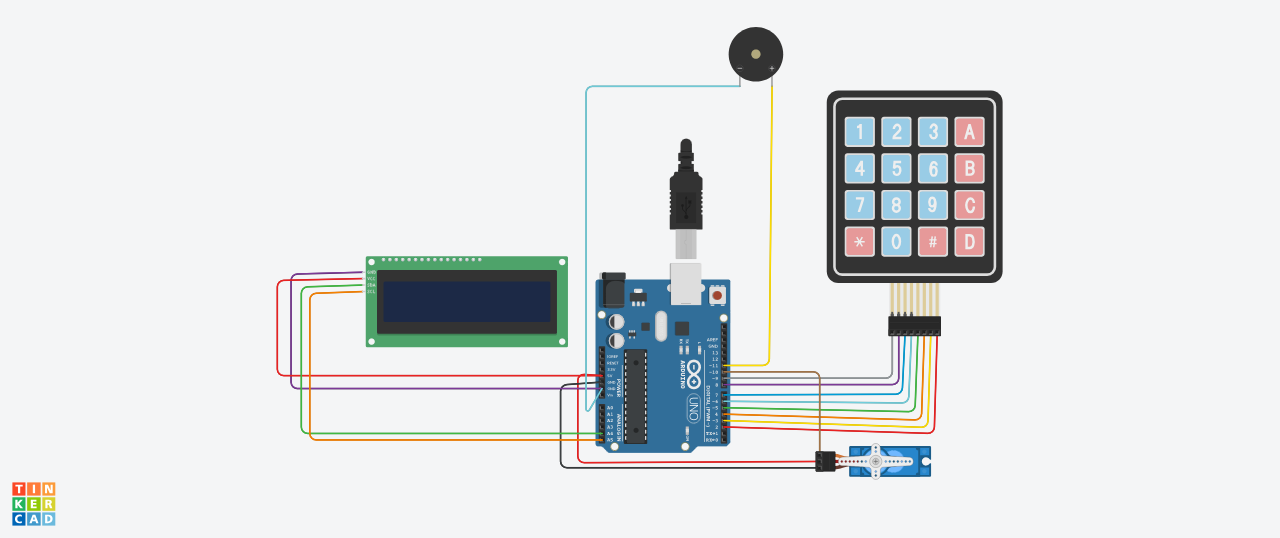 - +
1 2 3 A
4 5 6 B
7 8 9 C
* 0 # D
GND
VCC
SDA
SCL
AREF
GND
13
12
~11
~10
~9
8
7
~6
~5
4
~3
2
TX→1
RX←0
DIGITAL (PWM~)
ARDUINO
UNO
IOREF
RESET
3.3V
5V
GND
GND
Vin
POWER
A0
A1
A2
A3
A4
A5
ANALOG IN
TIN
KER
CAD